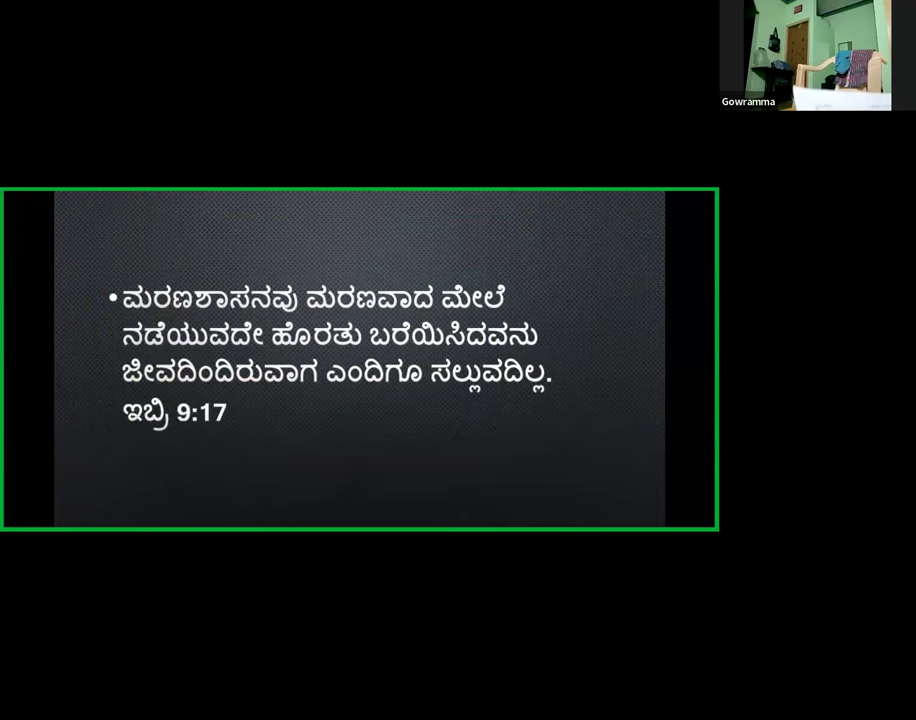 Gowramma
• ಮರಣಶಾಸನವು ಮರಣವಾದ ಮೇಲೆ
ನಡೆಯುವದೇ ಹೊರತು ಬರೆಯಿಸಿದವನು
ಜೀವದಿಂದಿರುವಾಗ ಎಂದಿಗೂ ಸಲ್ಲುವದಿಲ್ಲ.
ಇಬ್ರಿ 9:17